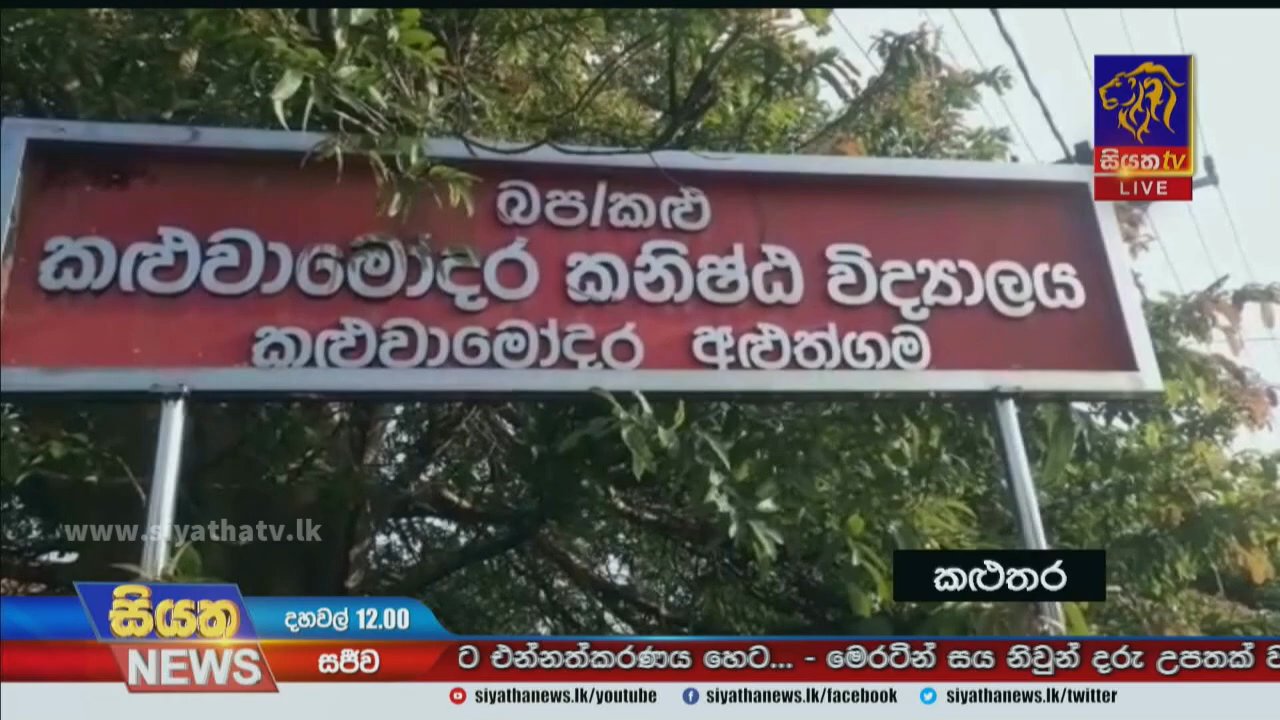 සියත tv
LIVE
බප/කළු
කළුවාමෝදර කනිෂ්ඨ විද්‍යාලය
කළුවාමෝදර අළුත්ගම
www.siyathatv.lk
කළුතර
සියත
NEWS
දහවල් 12.00
සජීව
ට එන්නත්කරණය හෙට... - මෙරටින් සය නිවුන් දරු උපතක් ව
siyathanews.lk/youtube
siyathanews.lk/facebook
siyathanews.lk/twitter